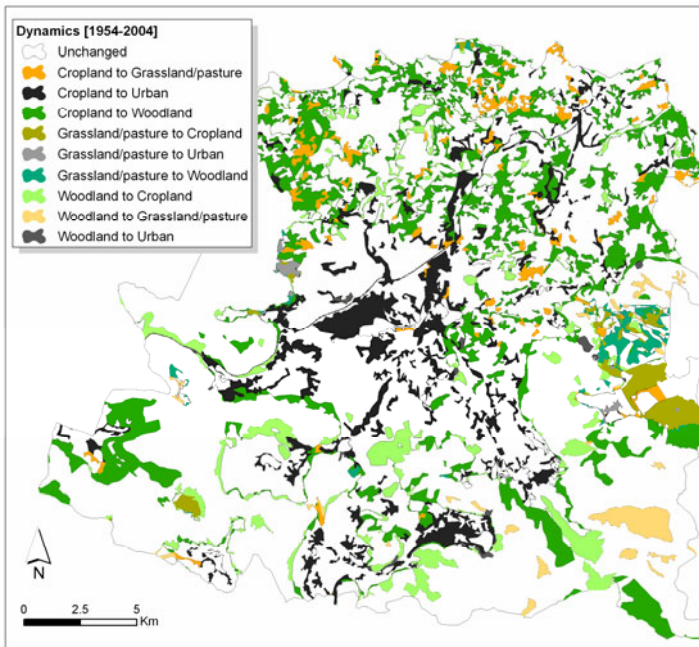 Dynamics [1954-2004]
Unchanged
Cropland to Grassland/pasture
Cropland to Urban
Cropland to Woodland
Grassland/pasture to Cropland
Grassland/pasture to Urban
Grassland/pasture to Woodland
Woodland to Cropland
Woodland to Grassland/pasture
Woodland to Urban
N
0 2.5 5
Km